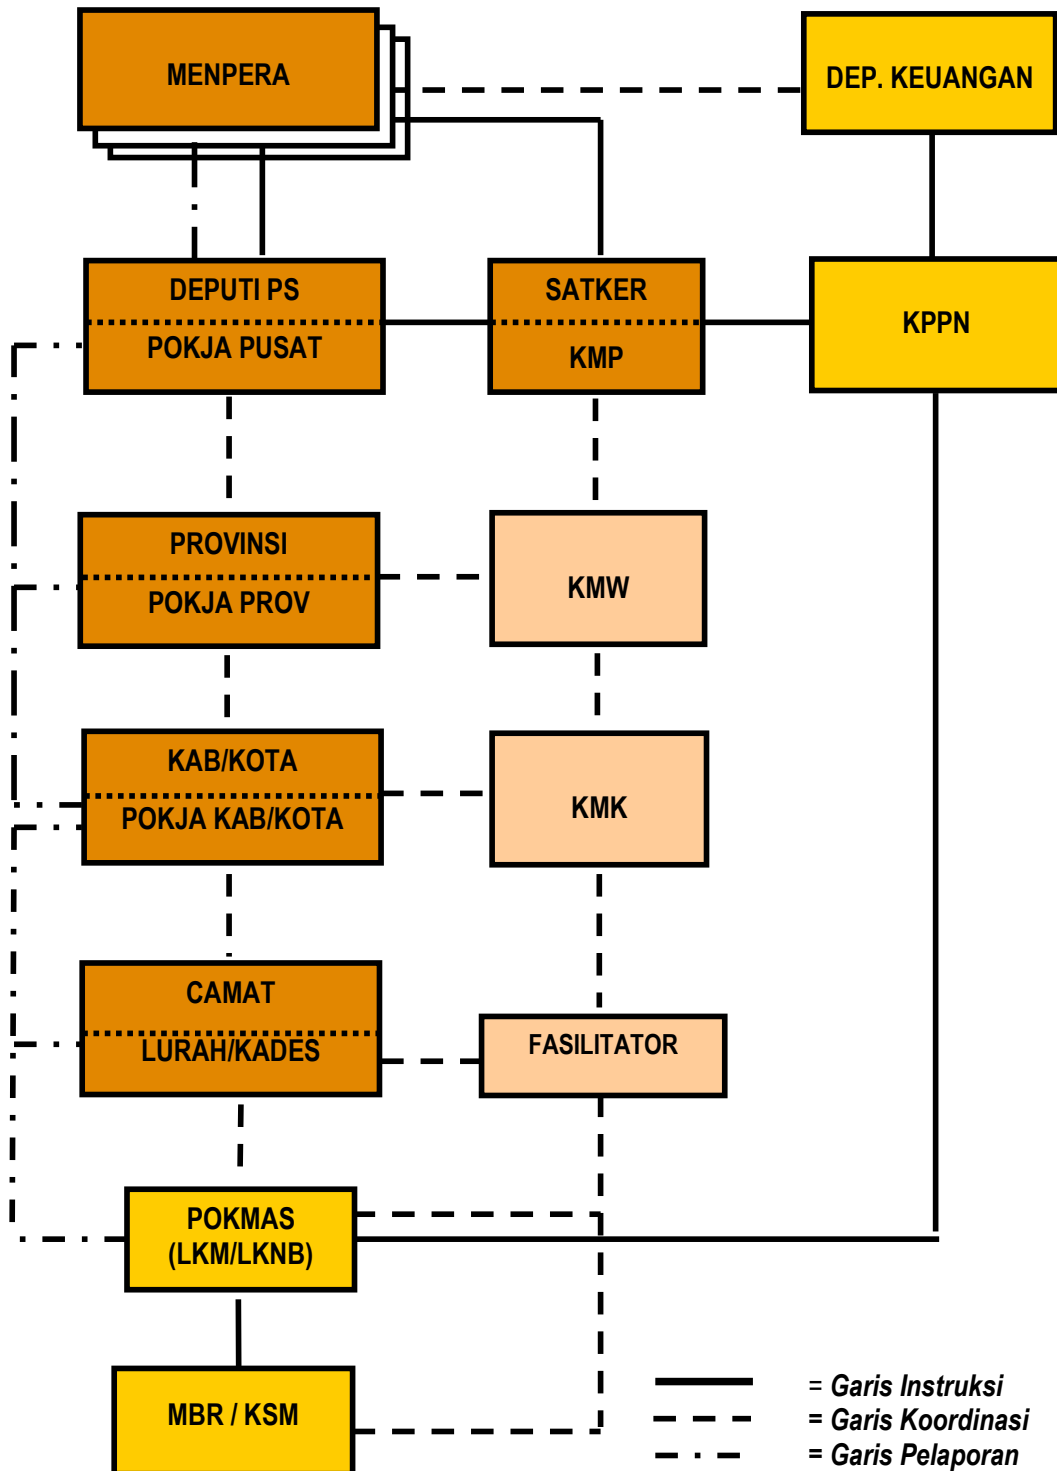 MENPERA
DEP. KEUANGAN
DEPUTI PS
POKJA PUSAT
SATKER
KMP
KPPN
PROVINSI
POKJA PROV
KMW
KAB/KOTA
POKJA KAB/KOTA
KMK
CAMAT
LURAH/KADES
FASILITATOR
POKMAS
(LKM/LKNB)
MBR / KSM
= Garis Instruksi
= Garis Koordinasi
= Garis Pelaporan